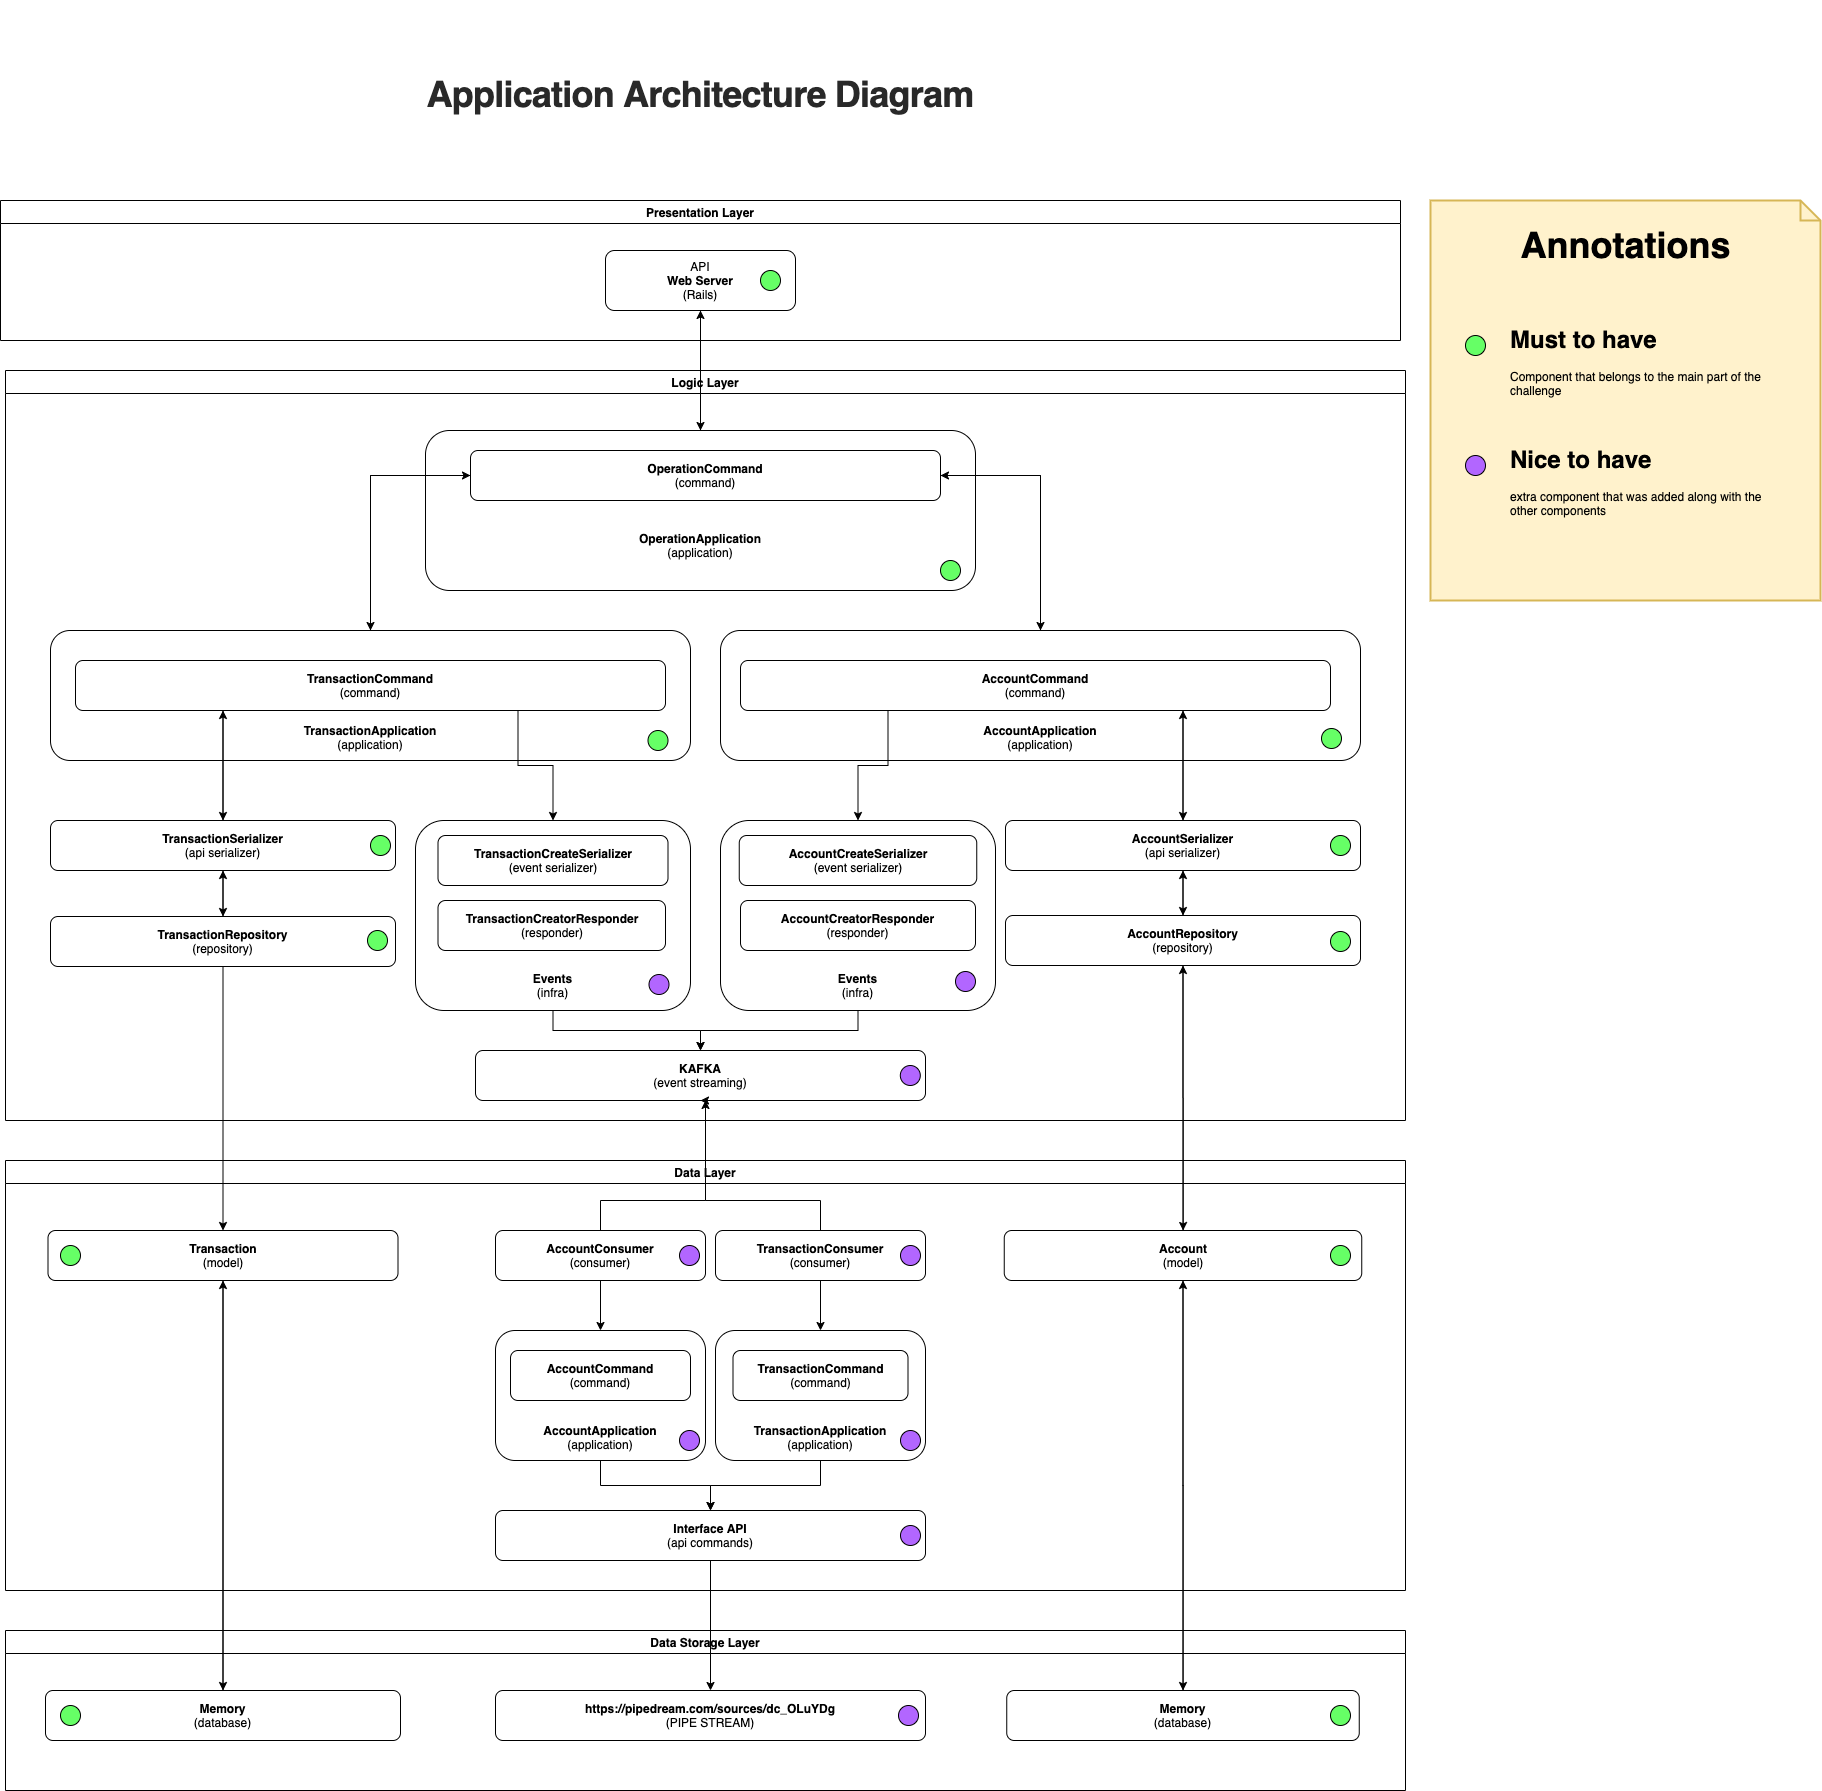 Application Architecture Diagram
Presentation Layer
API
Web Server
(Rails)
Annotations
Must to have
Component that belongs to the main part of the
challenge
Nice to have
extra component that was added along with the
other components
Logic Layer
OperationCommand
(command)
OperationApplication
(application)
TransactionCommand
(command)
TransactionApplication
(application)
AccountCommand
(command)
AccountApplication
(application)
TransactionSerializer
(api serializer)
TransactionCreateSerializer
(event serializer)
AccountCreateSerializer
(event serializer)
AccountSerializer
(api serializer)
TransactionRepository
(repository)
TransactionCreatorResponder
(responder)
AccountCreatorResponder
(responder)
AccountRepository
(repository)
Events
(infra)
Events
(infra)
KAFKA
(event streaming)
Data Layer
Transaction
(model)
AccountConsumer
(consumer)
TransactionConsumer
(consumer)
Account
(model)
AccountCommand
(command)
AccountApplication
(application)
TransactionCommand
(command)
TransactionApplication
(application)
Interface API
(api commands)
Data Storage Layer
Memory
(database)
https://pipedream.com/sources/dc_OLuYDg
(PIPE STREAM)
Memory
(database)